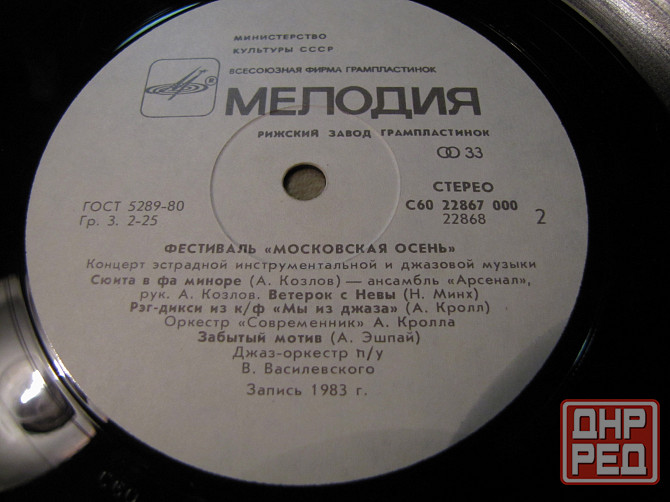 МИНИСТЕРСТВО
КУЛЬТУРЫ СССР
ВСЕСОЮЗНАЯ ФИРМА ГРАМПЛАСТИНОК
®
МЕЛОДИЯ
РИЖСКИЙ ЗАВОД ГРАМПЛАСТИНОК
33
ГОСТ 5289-80
Гр. 3. 2-25
СТЕРЕО
С60 22867 000
22868
2
ФЕСТИВАЛЬ «МОСКОВСКАЯ ОСЕНЬ»
Концерт эстрадной инструментальной и джазовой музыки
Сюита в фа миноре (А. Козлов) — ансамбль «Арсенал»,
рук. А. Козлов. Ветерок с Невы (Н. Минх)
Рэг-дикси из к/ф «Мы из джаза» (А. Кролл)
Оркестр «Современник» А. Кролла
Забытый мотив (А. Эшпай)
Джаз-оркестр п/у
В. Василевского
Запись 1983 г.
ДНР
РЕД